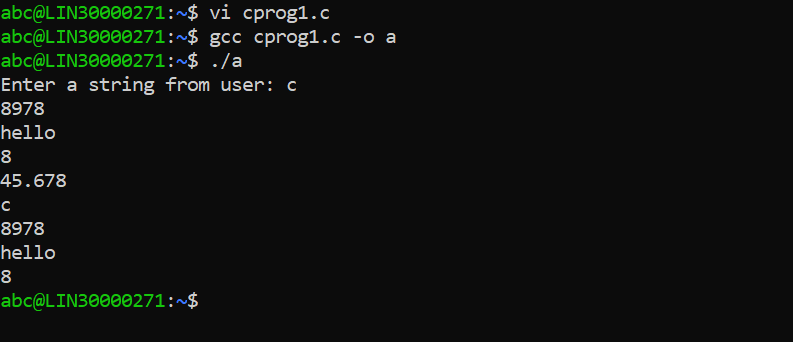 abc@LIN30000271:~$ vi cprog1.c
abc@LIN30000271:~$ gcc cprog1.c -o a
abc@LIN30000271:~$ ./a
Enter a string from user: c
8978
hello
8
45.678
c
8978
hello
8
abc@LIN30000271:~$